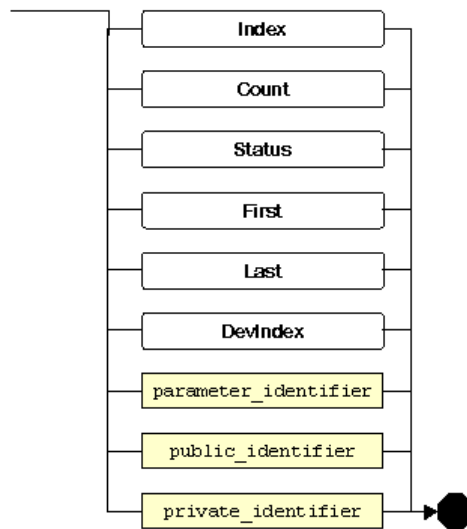 Index
Count
Status
First
Last
DevIndex
parameter_identifier
public_identifier
private_identifier